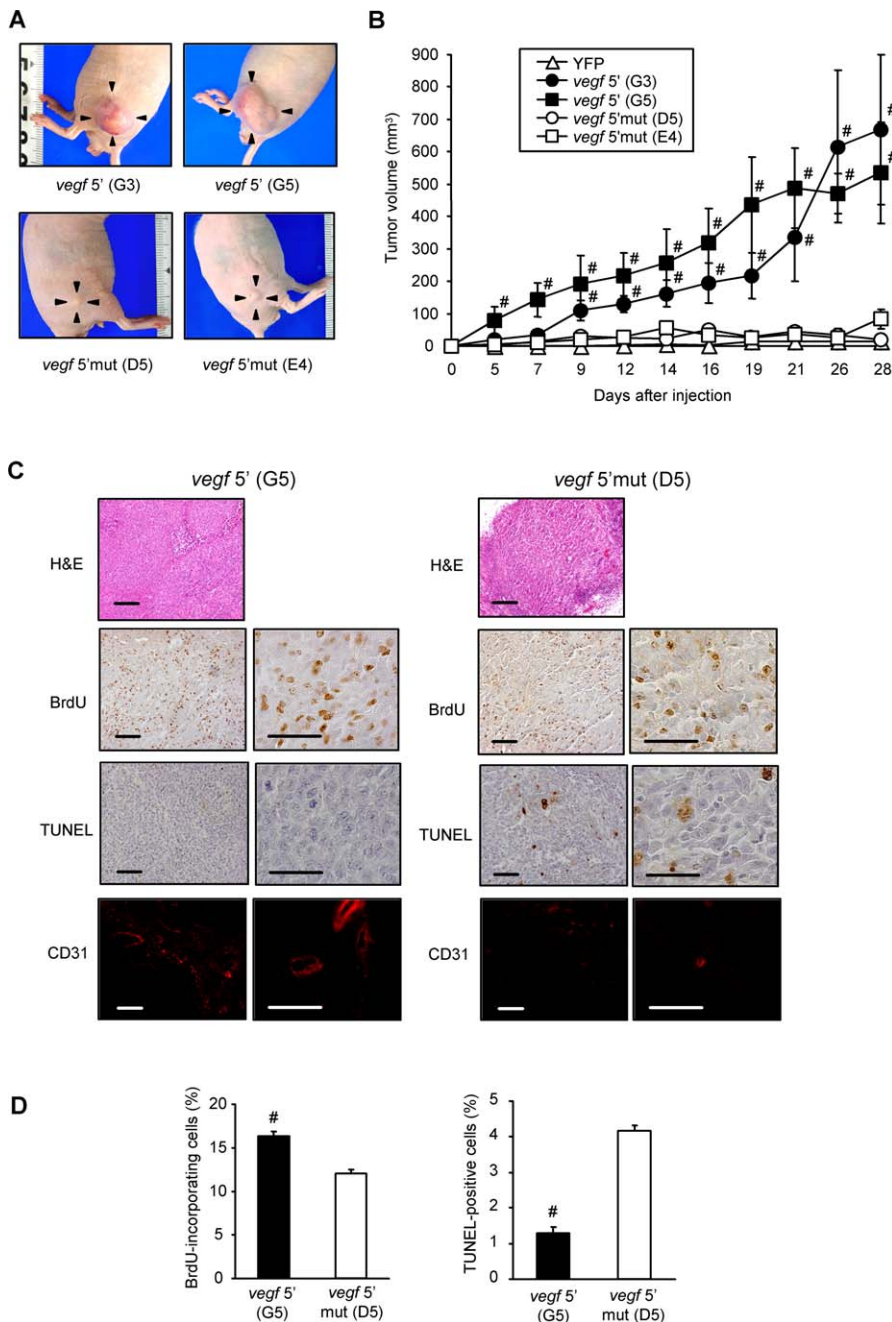 A
vegf 5' (G3)
vegf 5' (G5)
vegf 5'mut (D5)
vegf 5'mut (E4)
B
900
800
700
600
500
400
300
200
100
0
Tumor volume (mm³)
YFP
vegf 5' (G3)
vegf 5' (G5)
vegf 5'mut (D5)
vegf 5'mut (E4)
# # # # # # # # # # # # # # # # #
0 5 7 9 12 14 16 19 21 26 28
Days after injection
C
vegf 5' (G5)
vegf 5'mut (D5)
H&E
H&E
BrdU
BrdU
TUNEL
TUNEL
CD31
CD31
D
20
15
10
5
0
BrdU-incorporating cells (%)
#
vegf 5' vegf 5'
(G5) mut (D5)
5
4
3
2
1
0
TUNEL-positive cells (%)
#
vegf 5' vegf 5'
(G5) mut (D5)